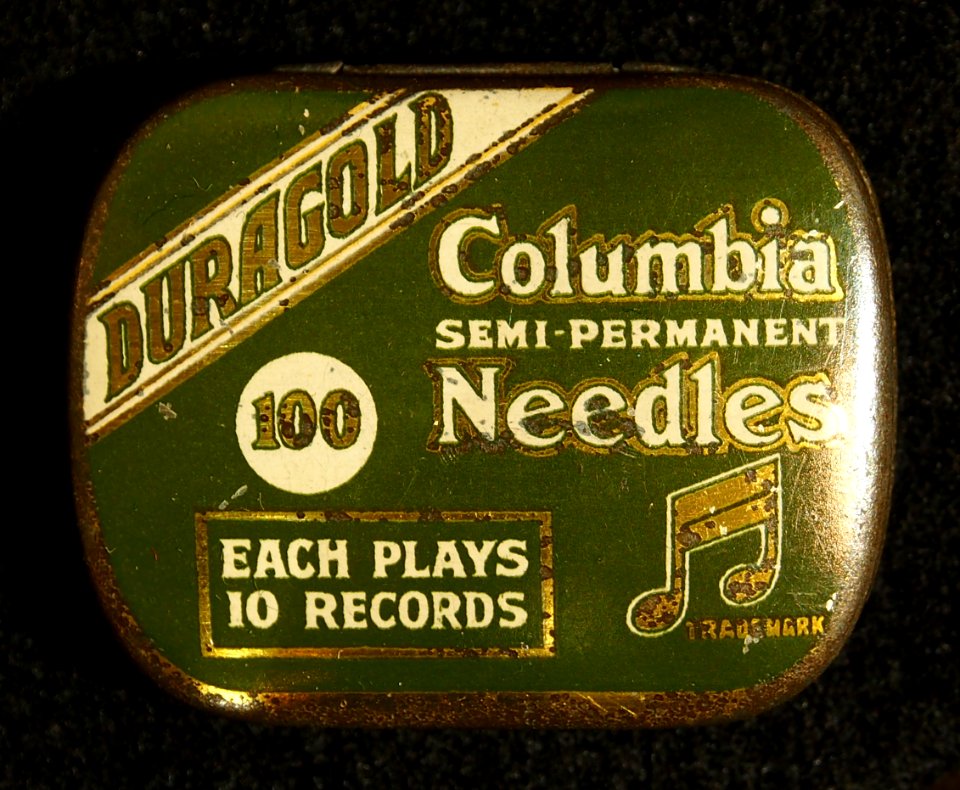 DURAGOLD
Columbia
SEMI-PERMANENT
Needles
100
EACH PLAYS
10 RECORDS
TRADEMARK